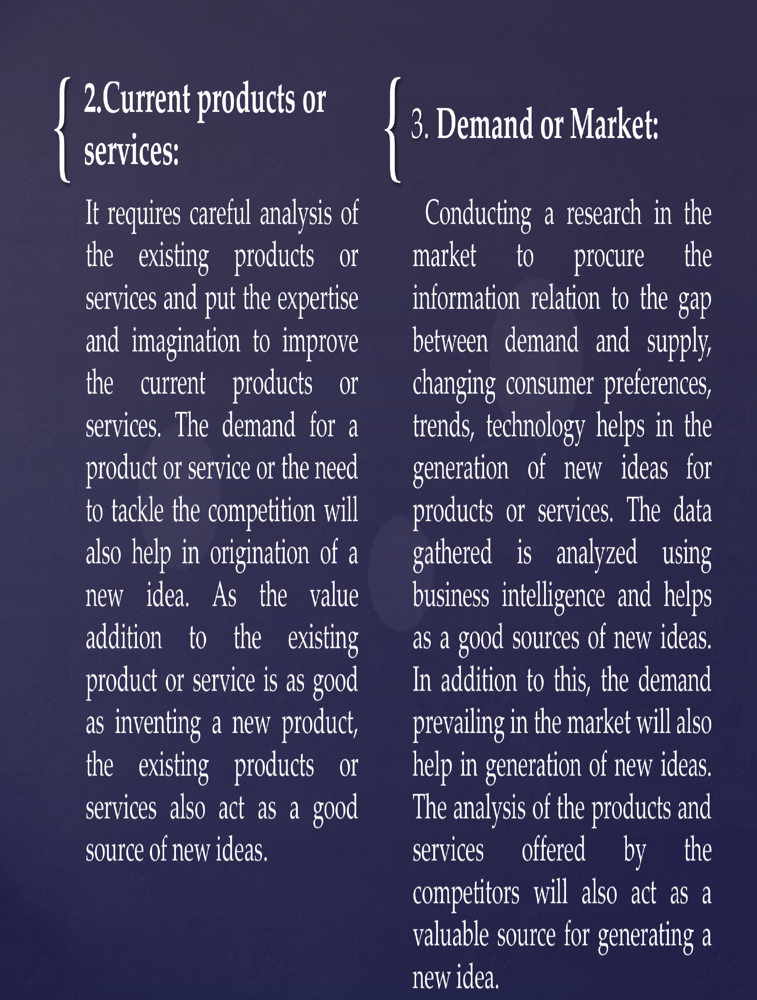 2.Current products or
services:
It requires careful analysis of
the existing products or
services and put the expertise
and imagination to improve
the current products or
services. The demand for a
product or service or the need
to tackle the competition will
also help in origination of a
new idea. As the value
addition to the existing
product or service is as good
as inventing a new product,
the existing products or
services also act as a good
source of new ideas.
3. Demand or Market:
Conducting a research in the
market to procure the
information relation to the gap
between demand and supply,
changing consumer preferences,
trends, technology helps in the
generation of new ideas for
products or services. The data
gathered is analyzed using
business intelligence and helps
as a good sources of new ideas.
In addition to this, the demand
prevailing in the market will also
help in generation of new ideas.
The analysis of the products and
services offered by the
competitors will also act as a
valuable source for generating a
new idea.